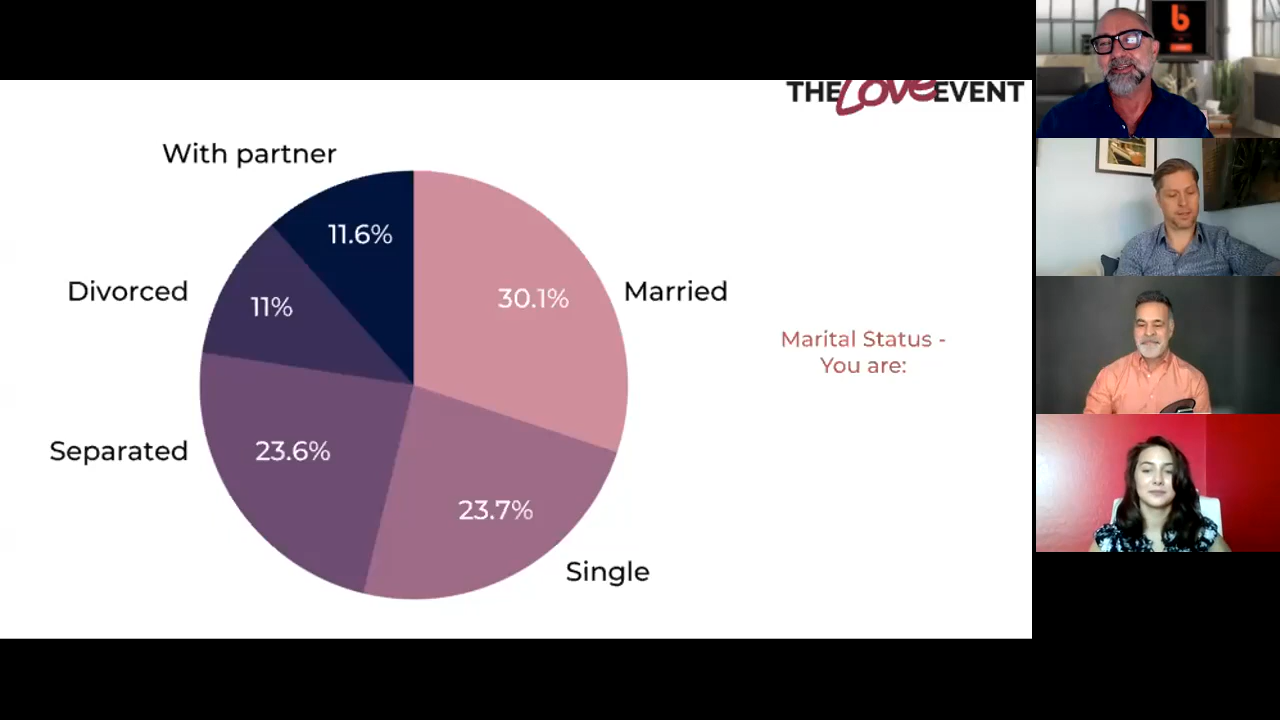 THE Love EVENT
With partner
11.6%
Divorced
30.1%
Married
11%
Marital Status -
You are:
Separated
23.6%
23.7%
Single
b